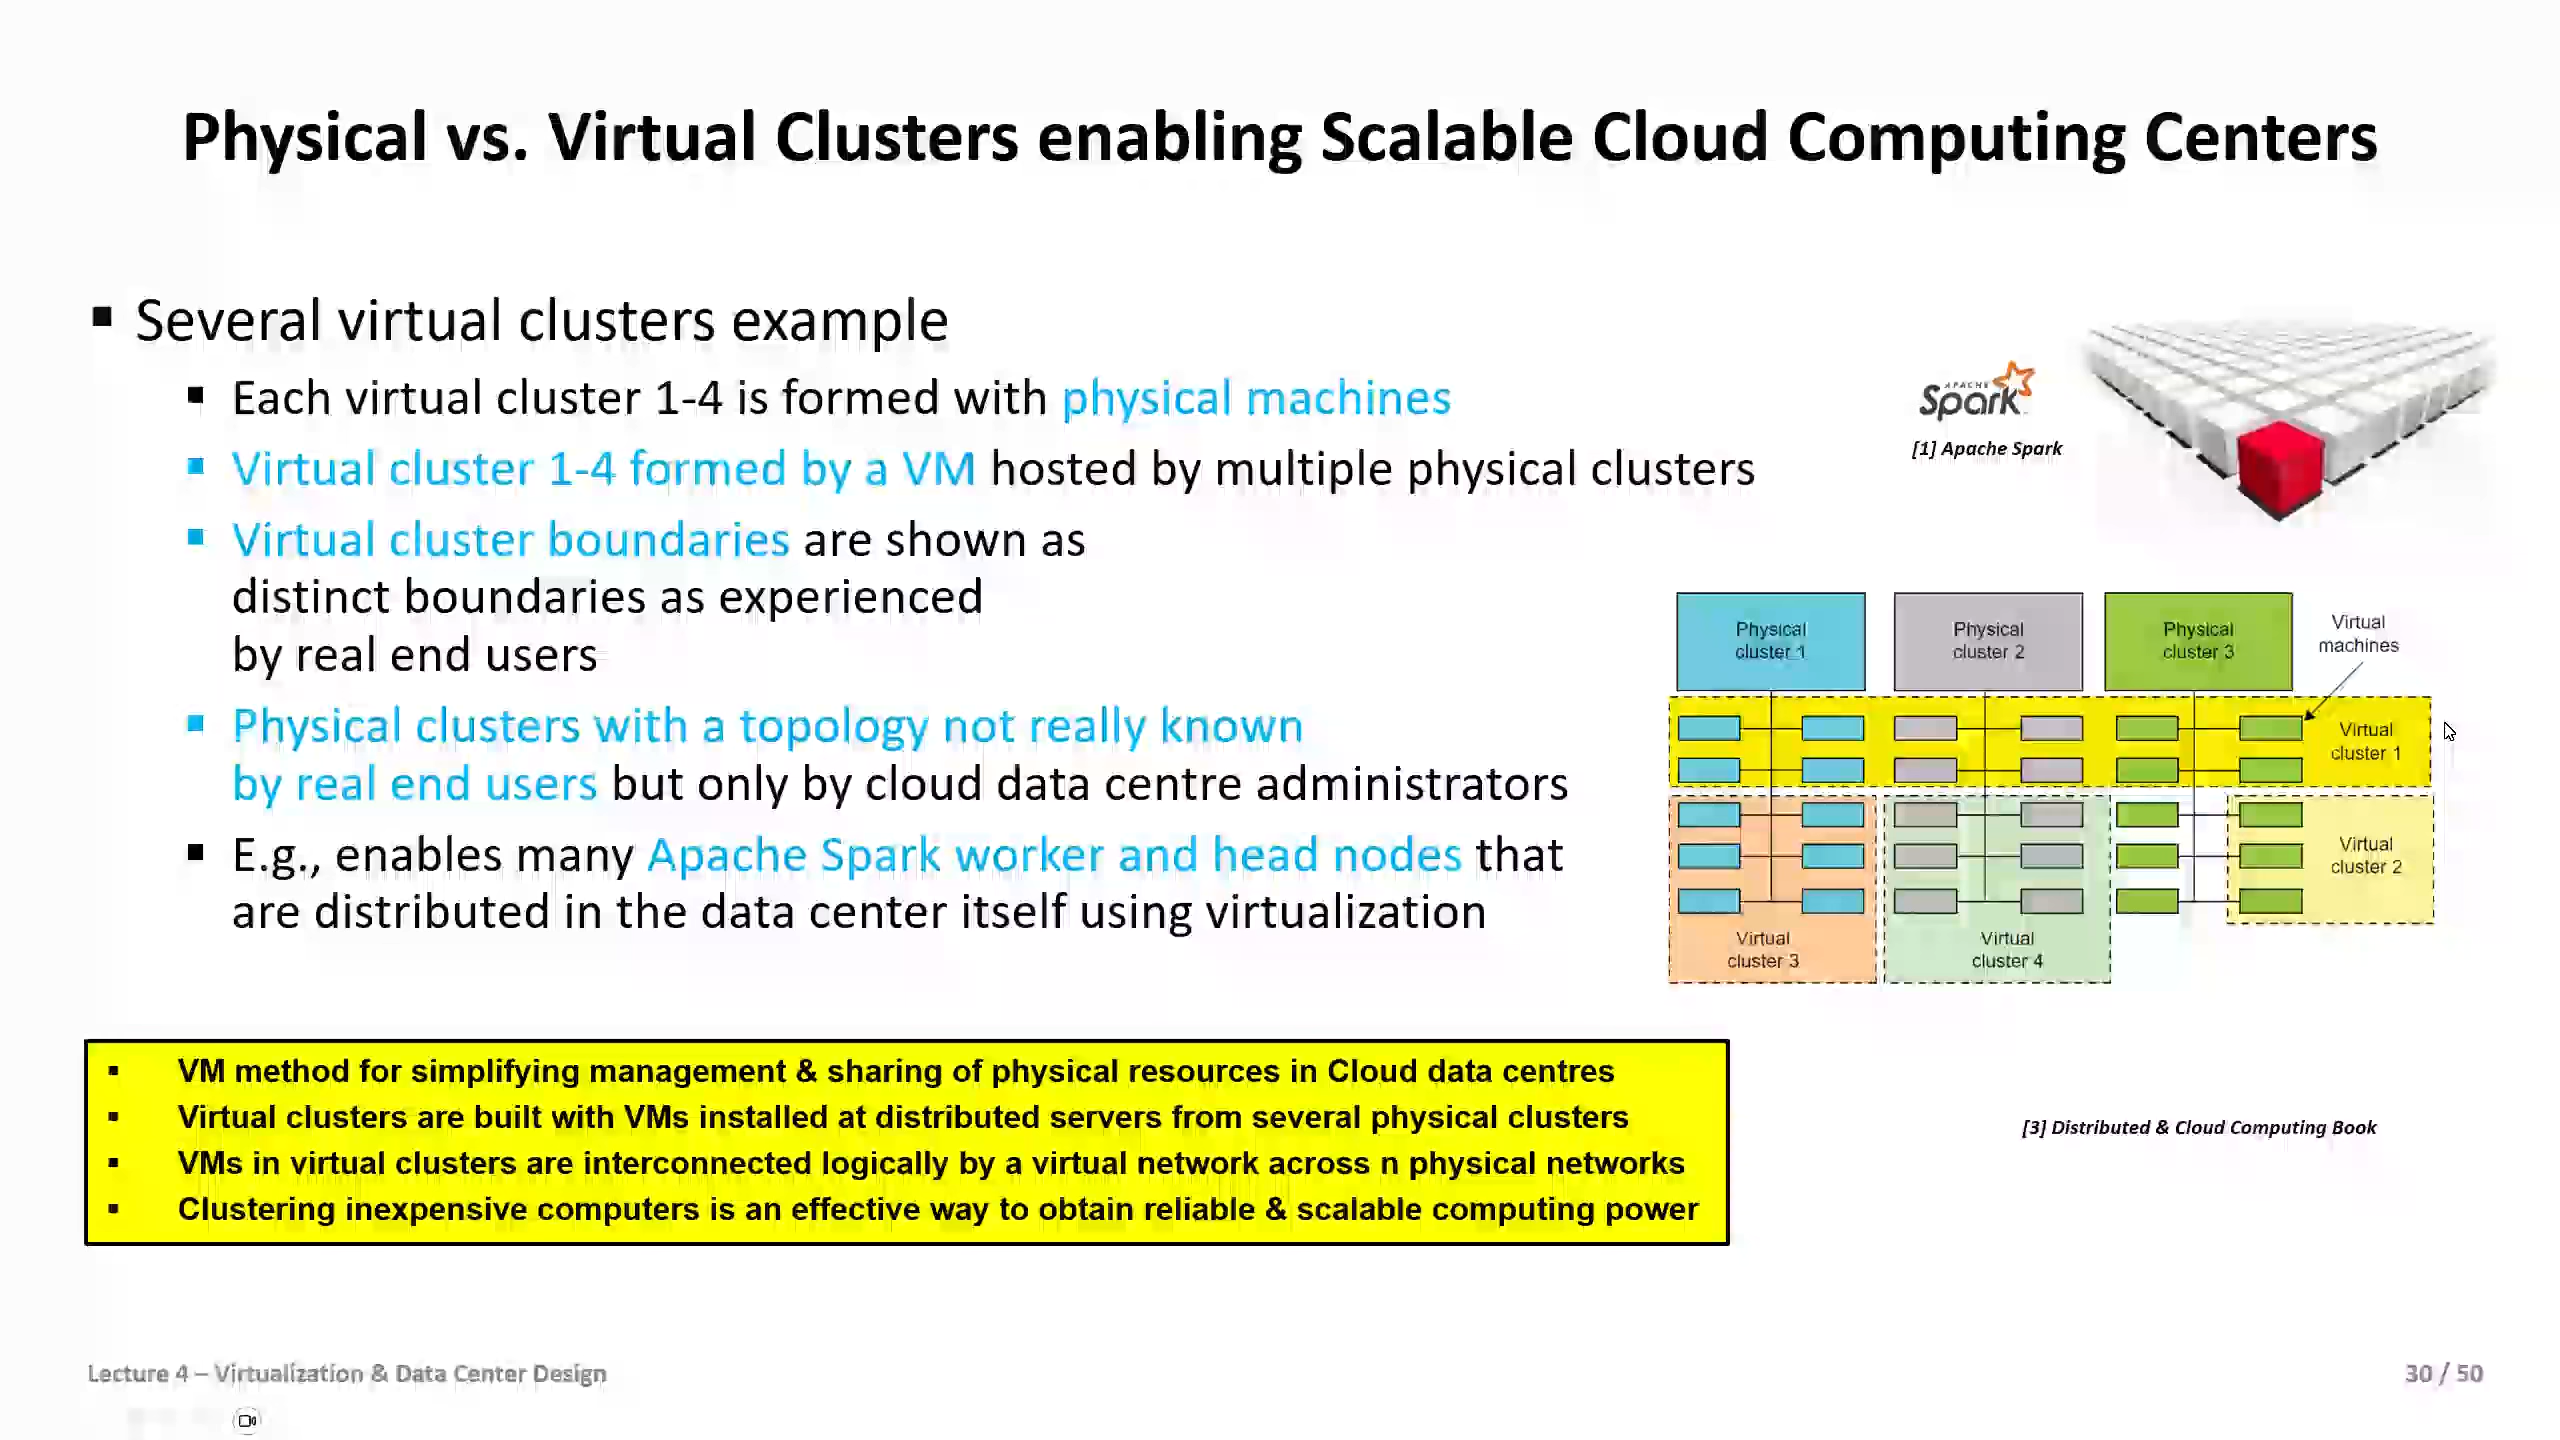 Physical vs. Virtual Clusters enabling Scalable Cloud Computing Centers
Several virtual clusters example
Each virtual cluster 1-4 is formed with physical machines
Virtual cluster 1-4 formed by a VM hosted by multiple physical clusters
Virtual cluster boundaries are shown as
distinct boundaries as experienced
by real end users
Physical clusters with a topology not really known
by real end users but only by cloud data centre administrators
E.g., enables many Apache Spark worker and head nodes that
are distributed in the data center itself using virtualization
APACHE
Spark
[1] Apache Spark
Physical
cluster 1
Physical
cluster 2
Physical
cluster 3
Virtual
machines
Virtual
cluster 1
Virtual
cluster 2
Virtual
cluster 3
Virtual
cluster 4
VM method for simplifying management & sharing of physical resources in Cloud data centres
Virtual clusters are built with VMs installed at distributed servers from several physical clusters
VMs in virtual clusters are interconnected logically by a virtual network across n physical networks
Clustering inexpensive computers is an effective way to obtain reliable & scalable computing power
[3] Distributed & Cloud Computing Book
Lecture 4 – Virtualization & Data Center Design
30 / 50